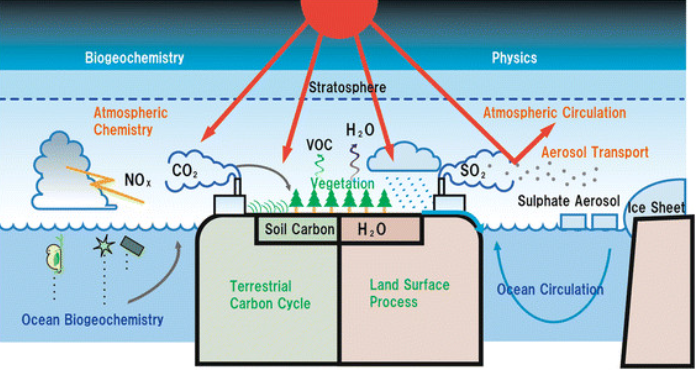 Biogeochemistry
Physics
Stratosphere
Atmospheric
Chemistry
Atmospheric Circulation
H₂O
VOC
Aerosol Transport
NOₓ
CO₂
SO₂
Vegetation
Sulphate Aerosol
Ice Sheet
Soil Carbon
H₂O
Terrestrial
Carbon Cycle
Land Surface
Process
Ocean Circulation
Ocean Biogeochemistry